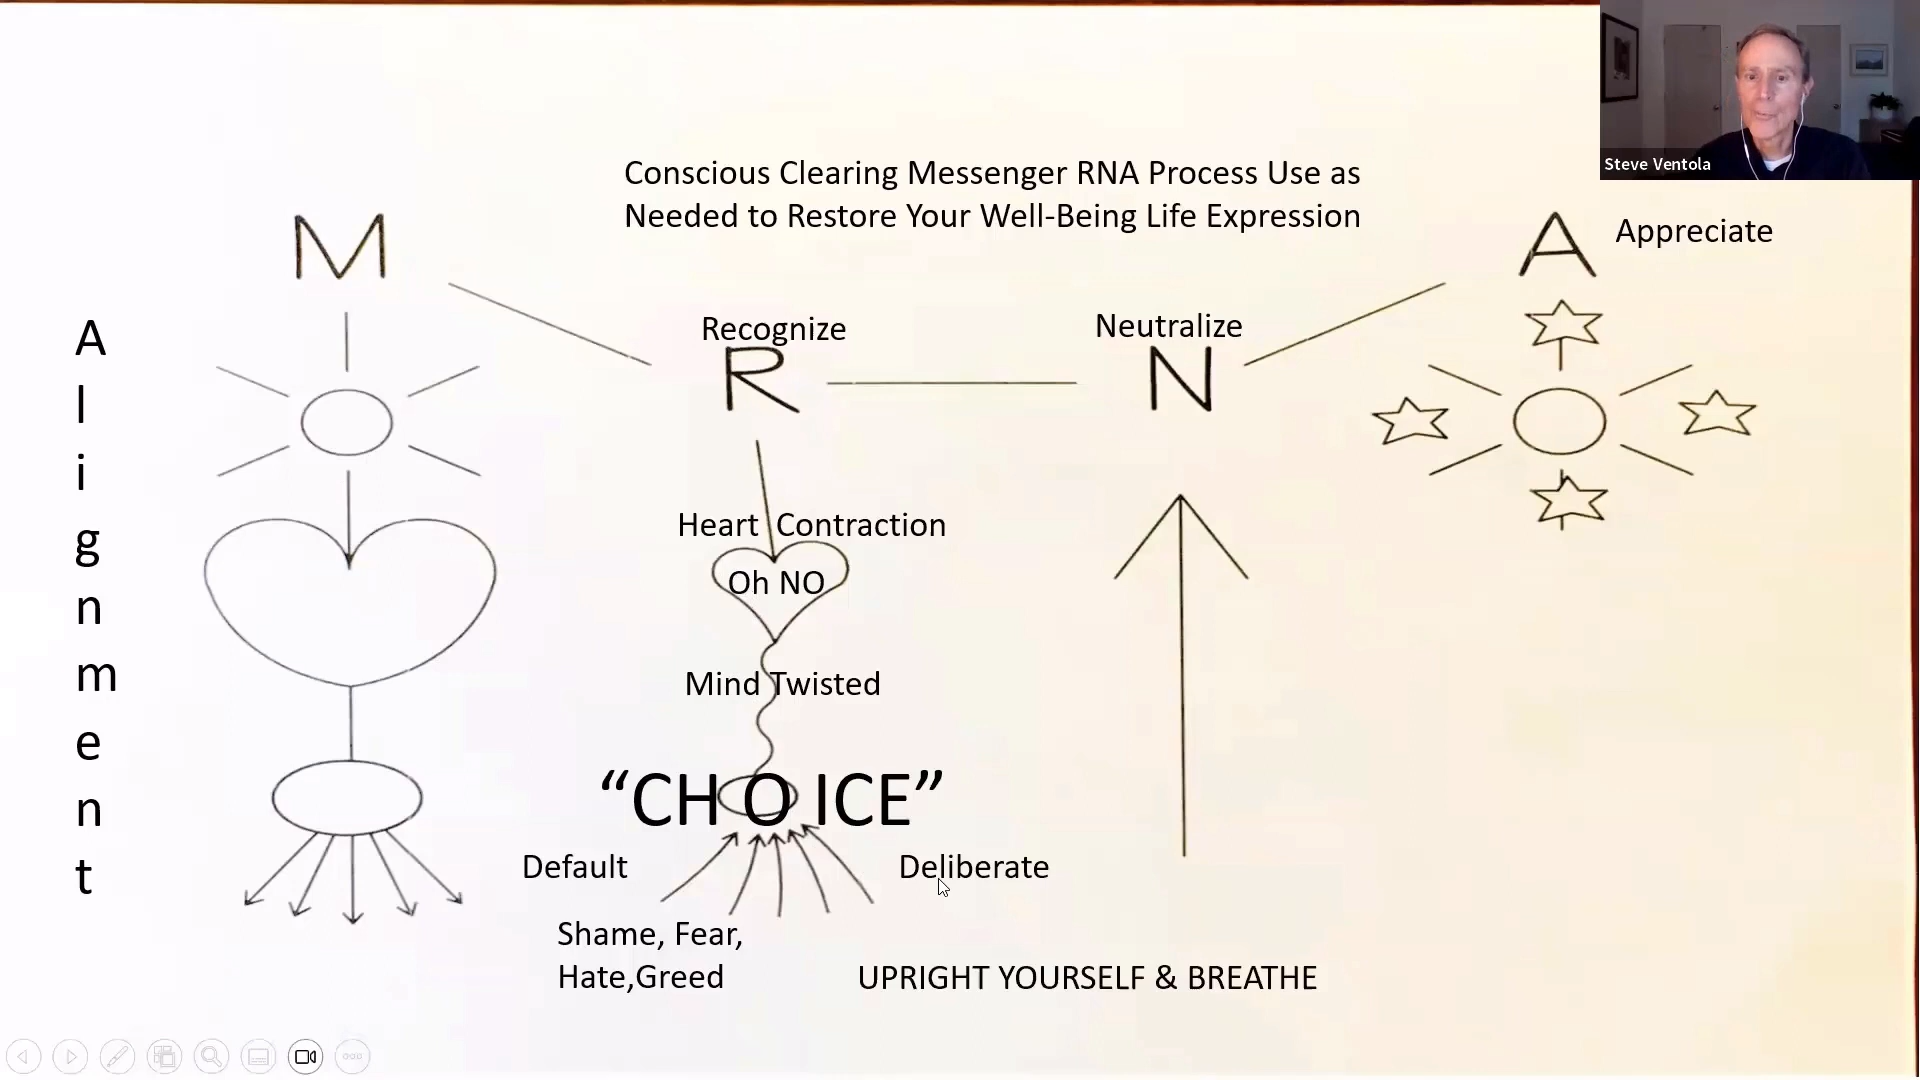 Steve Ventola
Conscious Clearing Messenger RNA Process Use as
Needed to Restore Your Well-Being Life Expression
M
A Appreciate
Alignment
Recognize
R
Neutralize
N
Heart Contraction
Oh NO
Mind Twisted
“CH O ICE”
Default
Deliberate
Shame, Fear,
Hate,Greed
UPRIGHT YOURSELF & BREATHE